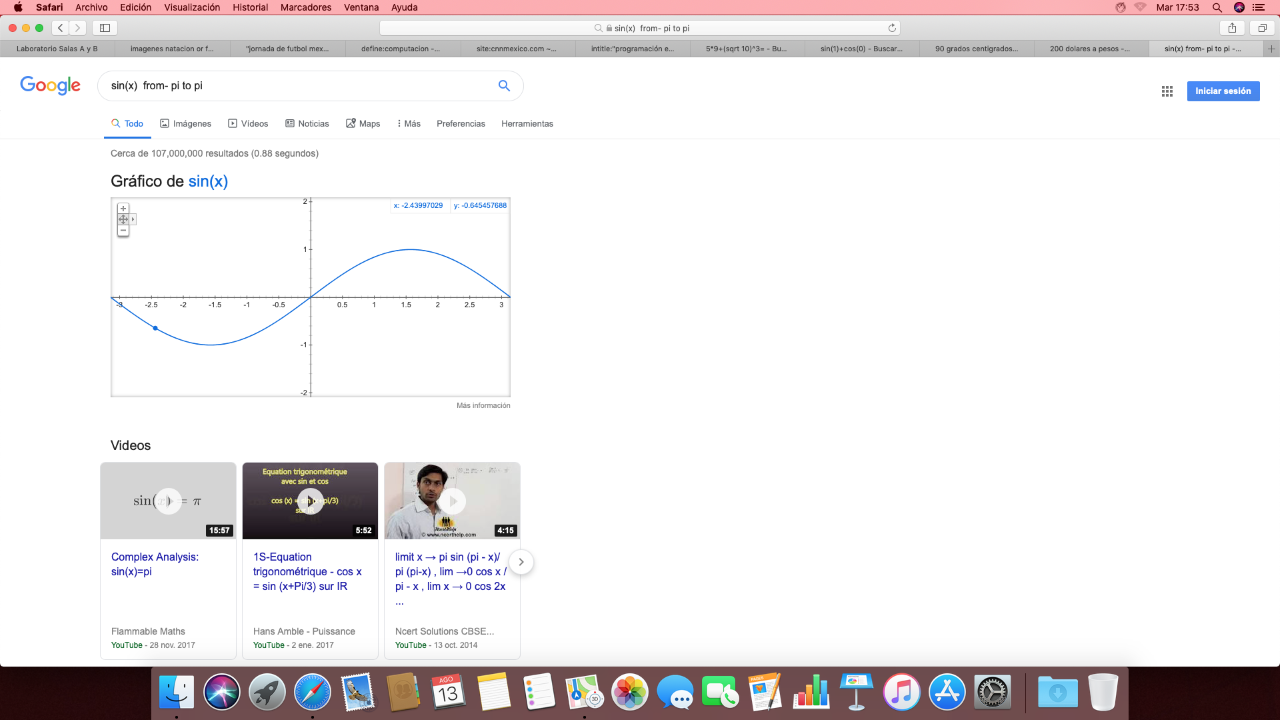 Safari Archivo Edición Visualización Historial Marcadores Ventana Ayuda Mar 17:53
sin(x) from- pi to pi
Laboratorio Salas A y B imagenes natacion or f... "jornada de futbol mex... define:computacion -... site:cnnmexico.com –... intitle:"programación e... 5*9+(sqrt 10)^3= - Bu... sin(1)+cos(0) - Buscar... 90 grados centigrados... 200 dolares a pesos -... sin(x) from- pi to pi -...
Google sin(x) from- pi to pi Iniciar sesión
Todo Imágenes Vídeos Noticias Maps Más Preferencias Herramientas
Cerca de 107,000,000 resultados (0.88 segundos)
Gráfico de sin(x)
2 x: -2.43997029 y: -0.645457688
1
-3 -2.5 -2 -1.5 -1 -0.5 0.5 1 1.5 2 2.5 3
-1
-2
Más información
Videos
sin( = π
15:57
Equation trigonométrique
avec sin et cos
cos (x) = sin (x+pi/3)
sur IR
5:52
© www.ncerthelp.com
4:15
Complex Analysis:
sin(x)=pi
Flammable Maths
YouTube - 28 nov. 2017
1S-Equation
trigonométrique - cos x
= sin (x+Pi/3) sur IR
Hans Amble - Puissance
YouTube - 2 ene. 2017
limit x → pi sin (pi - x)/
pi (pi-x) , lim →0 cos x /
pi - x , lim x → 0 cos 2x
...
Ncert Solutions CBSE...
YouTube - 13 oct. 2014
AGO
13
3D